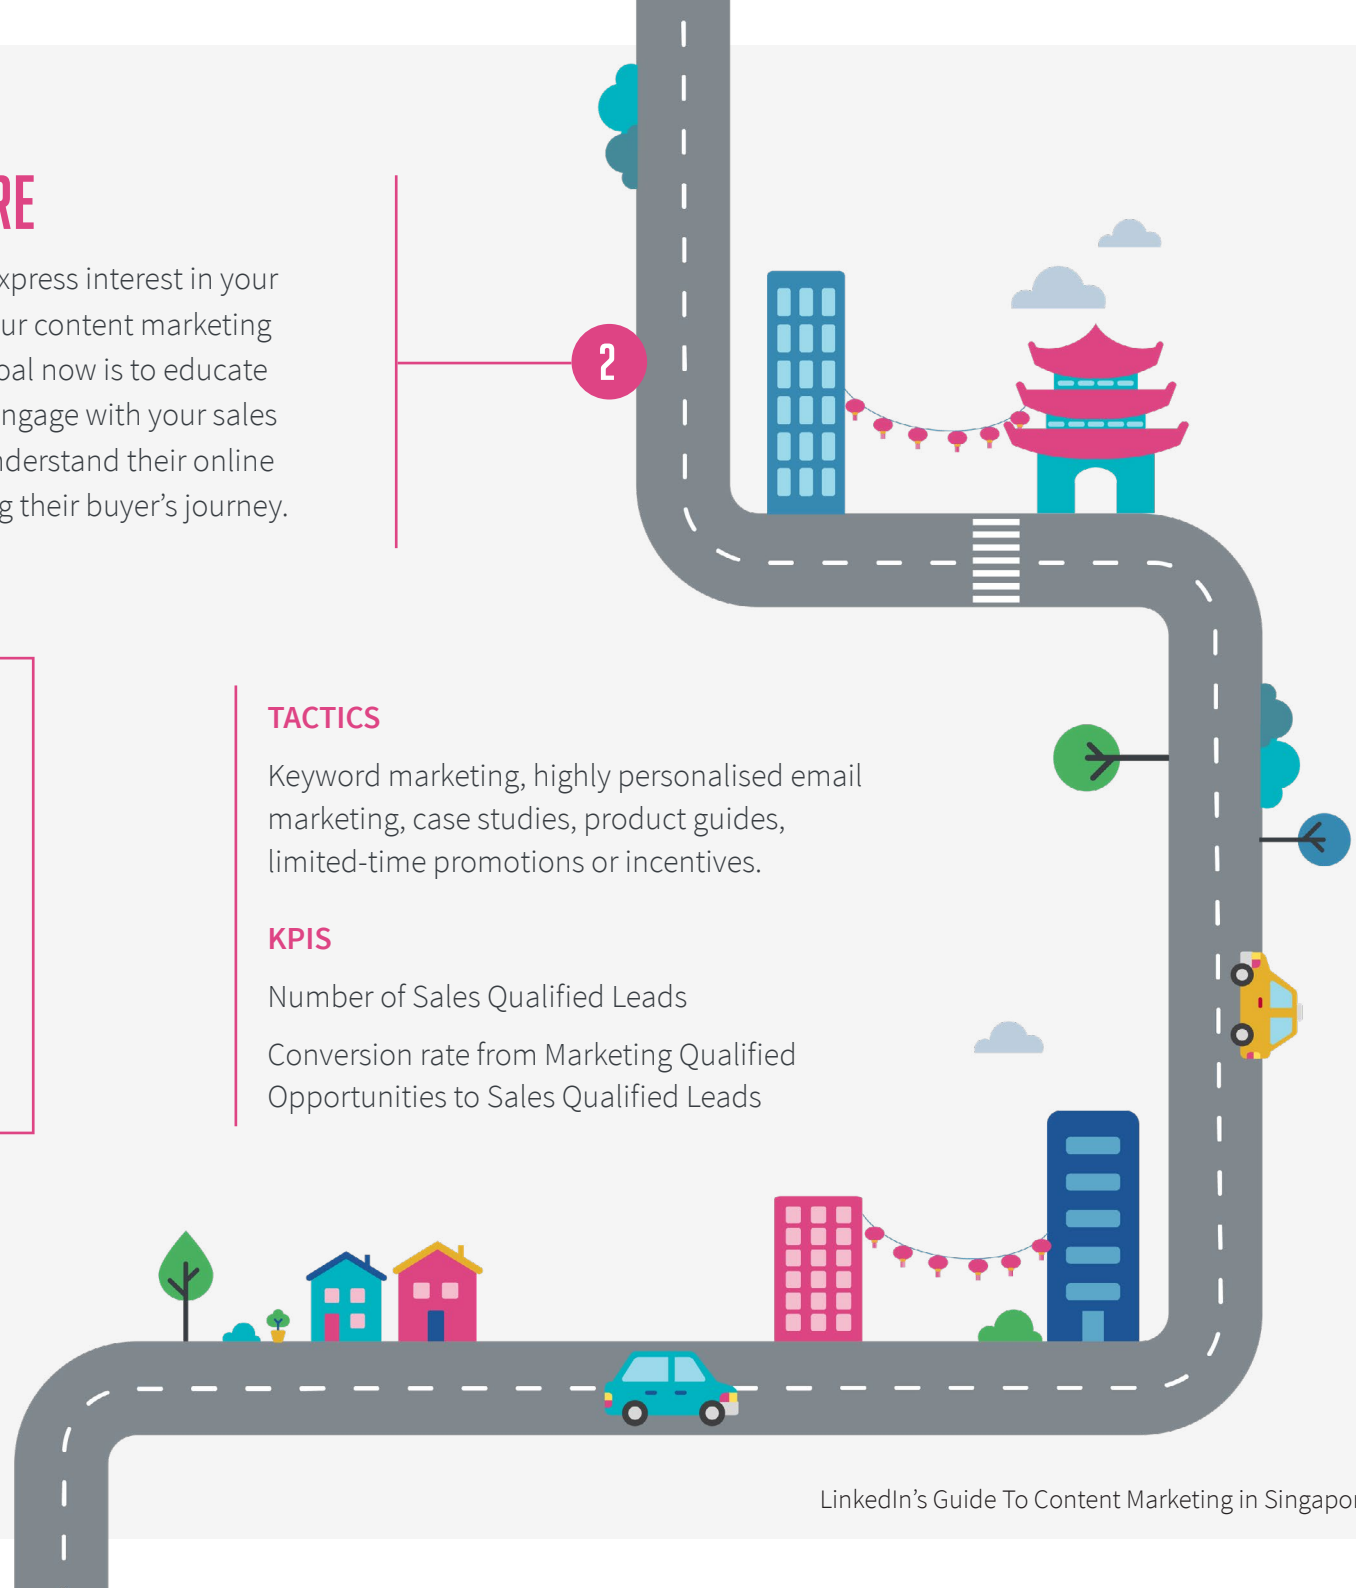 RE
xpress interest in your
ur content marketing
oal now is to educate
ngage with your sales
nderstand their online
g their buyer’s journey.
2
TACTICS
Keyword marketing, highly personalised email
marketing, case studies, product guides,
limited-time promotions or incentives.
KPIS
Number of Sales Qualified Leads
Conversion rate from Marketing Qualified
Opportunities to Sales Qualified Leads
LinkedIn’s Guide To Content Marketing in Singapor